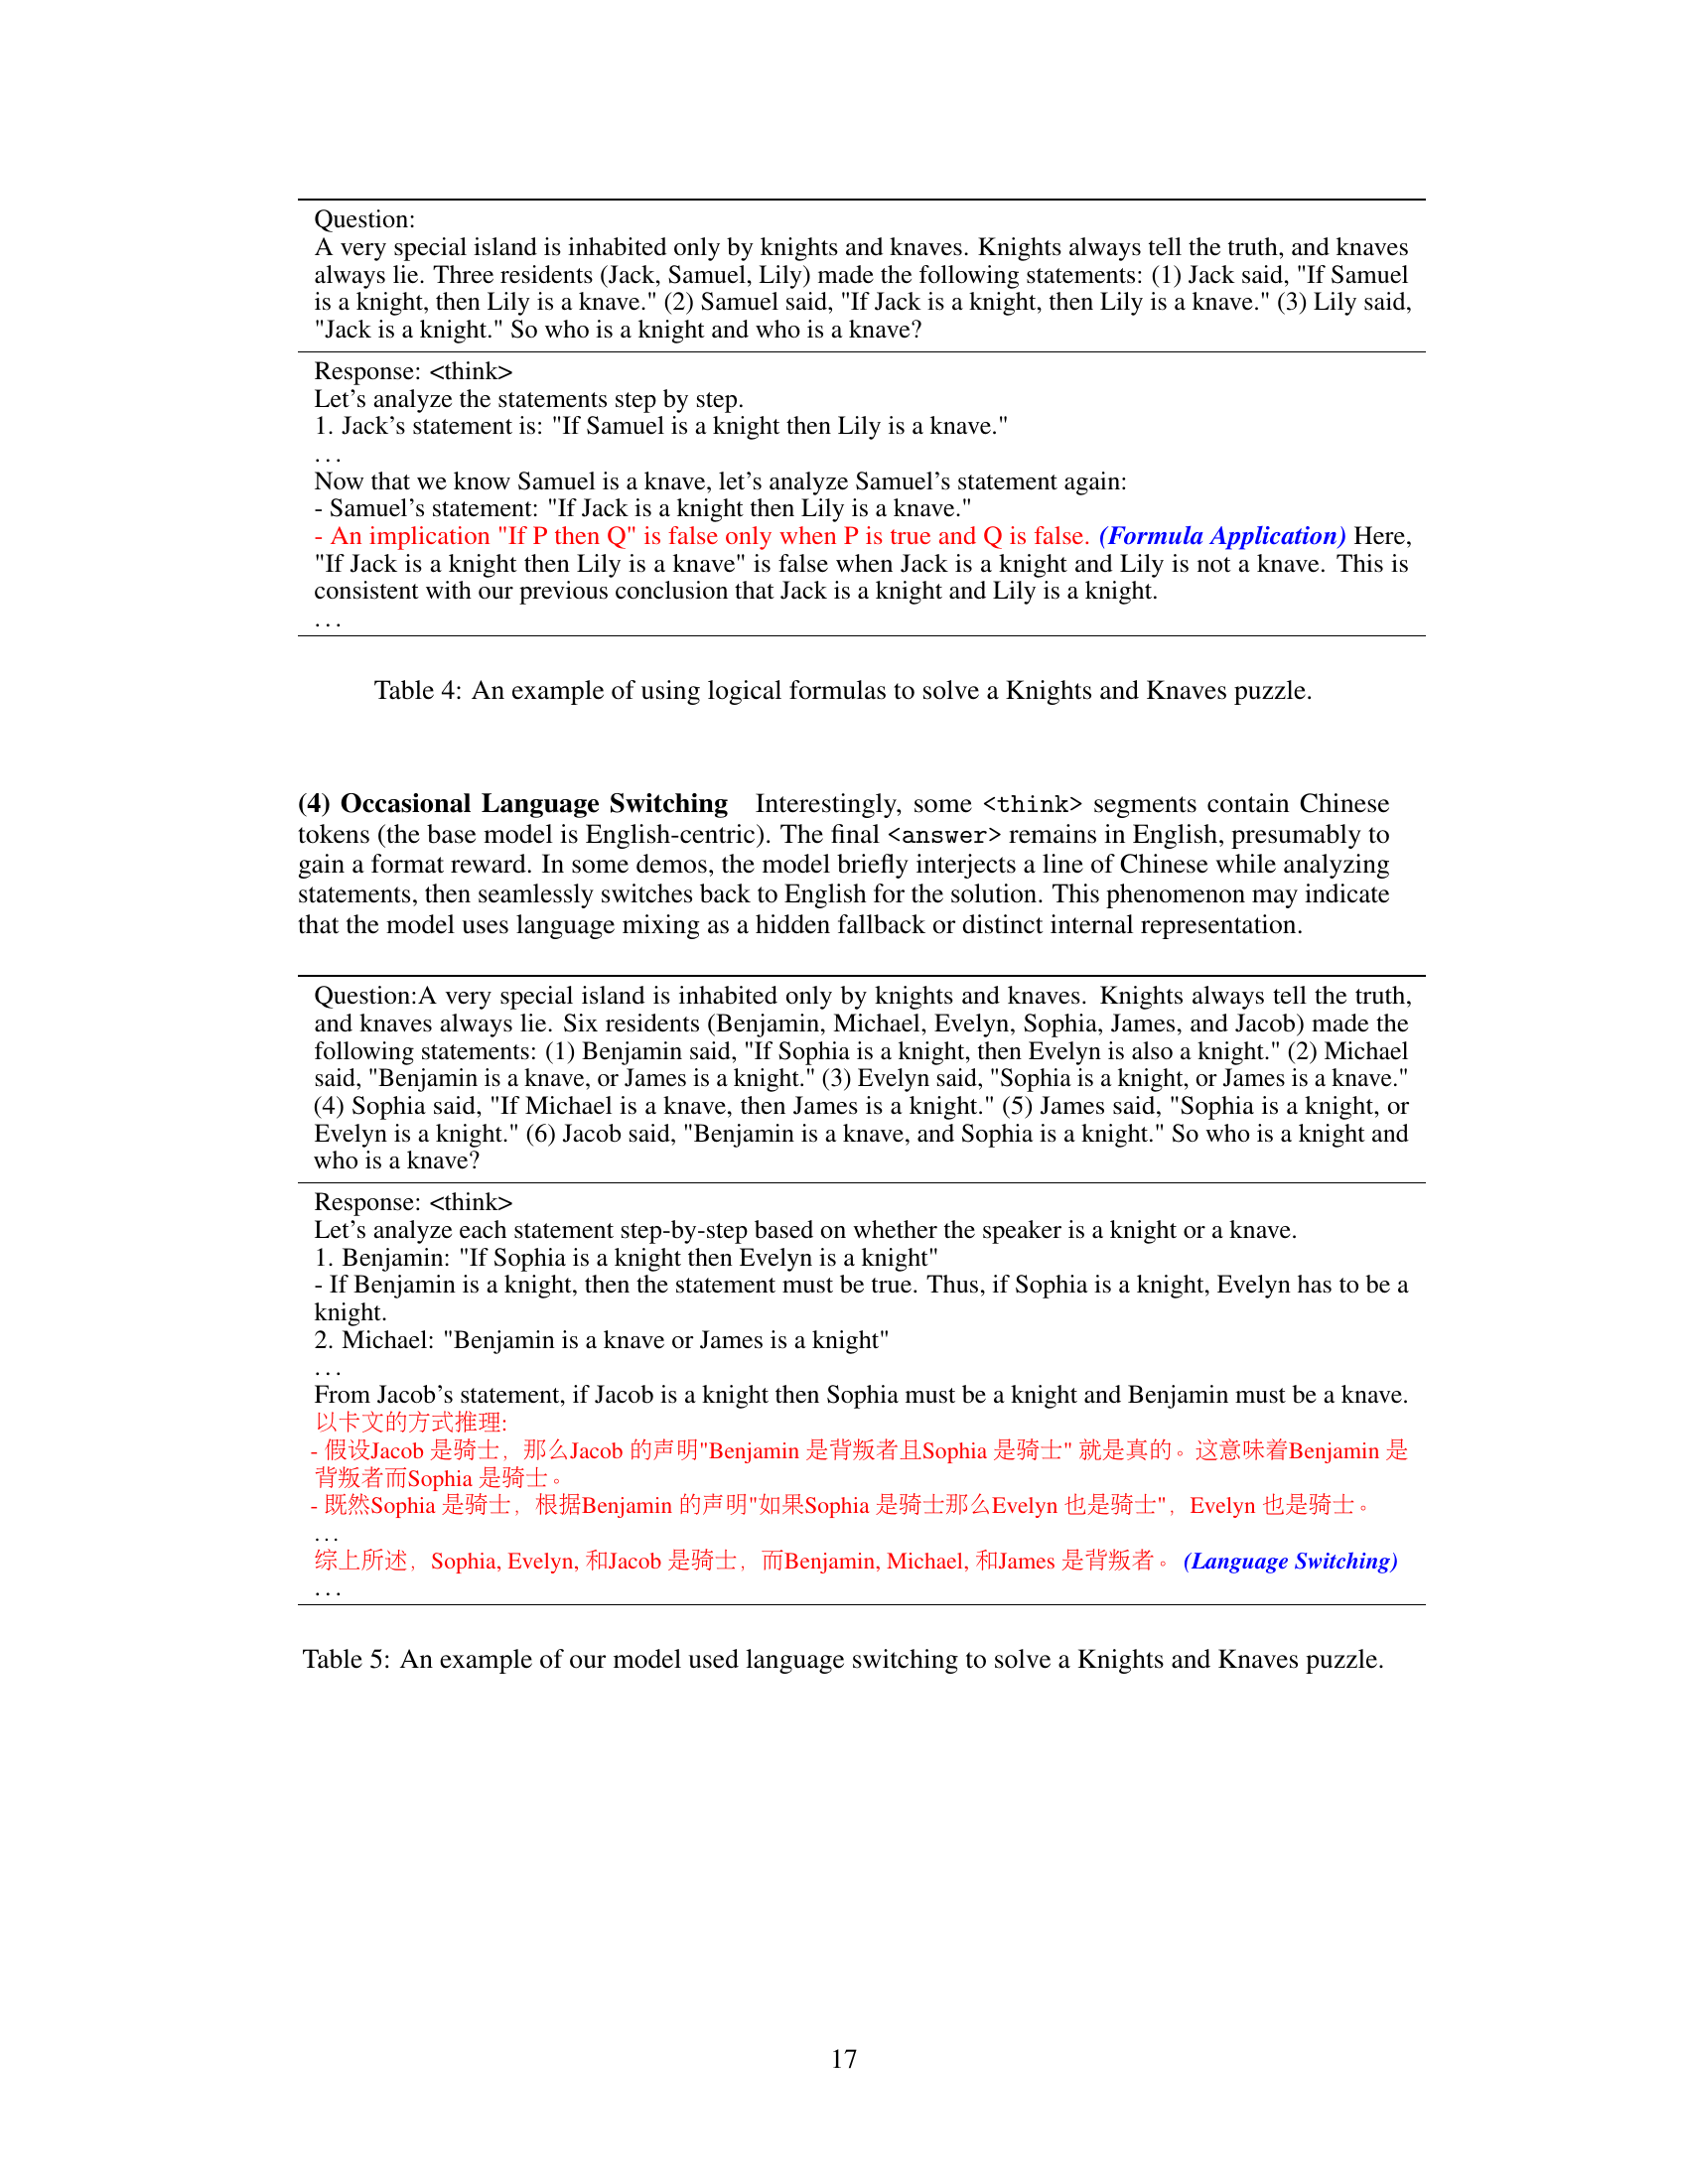 Question:
A very special island is inhabited only by knights and knaves. Knights always tell the truth, and knaves
always lie. Three residents (Jack, Samuel, Lily) made the following statements: (1) Jack said, "If Samuel
is a knight, then Lily is a knave." (2) Samuel said, "If Jack is a knight, then Lily is a knave." (3) Lily said,
"Jack is a knight." So who is a knight and who is a knave?
Response: <think>
Let's analyze the statements step by step.
1. Jack's statement is: "If Samuel is a knight then Lily is a knave."
...
Now that we know Samuel is a knave, let's analyze Samuel's statement again:
- Samuel's statement: "If Jack is a knight then Lily is a knave."
- An implication "If P then Q" is false only when P is true and Q is false. (Formula Application) Here,
"If Jack is a knight then Lily is a knave" is false when Jack is a knight and Lily is not a knave. This is
consistent with our previous conclusion that Jack is a knight and Lily is a knight.
...
Table 4: An example of using logical formulas to solve a Knights and Knaves puzzle.
(4) Occasional Language Switching Interestingly, some <think> segments contain Chinese
tokens (the base model is English-centric). The final <answer> remains in English, presumably to
gain a format reward. In some demos, the model briefly interjects a line of Chinese while analyzing
statements, then seamlessly switches back to English for the solution. This phenomenon may indicate
that the model uses language mixing as a hidden fallback or distinct internal representation.
Question:A very special island is inhabited only by knights and knaves. Knights always tell the truth,
and knaves always lie. Six residents (Benjamin, Michael, Evelyn, Sophia, James, and Jacob) made the
following statements: (1) Benjamin said, "If Sophia is a knight, then Evelyn is also a knight." (2) Michael
said, "Benjamin is a knave, or James is a knight." (3) Evelyn said, "Sophia is a knight, or James is a knave."
(4) Sophia said, "If Michael is a knave, then James is a knight." (5) James said, "Sophia is a knight, or
Evelyn is a knight." (6) Jacob said, "Benjamin is a knave, and Sophia is a knight." So who is a knight and
who is a knave?
Response: <think>
Let's analyze each statement step-by-step based on whether the speaker is a knight or a knave.
1. Benjamin: "If Sophia is a knight then Evelyn is a knight"
- If Benjamin is a knight, then the statement must be true. Thus, if Sophia is a knight, Evelyn has to be a
knight.
2. Michael: "Benjamin is a knave or James is a knight"
...
From Jacob's statement, if Jacob is a knight then Sophia must be a knight and Benjamin must be a knave.
以卡文的方式推理:
- 假设Jacob 是骑士，那么Jacob 的声明"Benjamin 是背叛者且Sophia 是骑士" 就是真的。这意味着Benjamin 是
背叛者而Sophia 是骑士。
- 既然Sophia 是骑士，根据Benjamin 的声明"如果Sophia 是骑士那么Evelyn 也是骑士"，Evelyn 也是骑士。
...
综上所述，Sophia, Evelyn, 和Jacob 是骑士，而Benjamin, Michael, 和James 是背叛者。 (Language Switching)
...
Table 5: An example of our model used language switching to solve a Knights and Knaves puzzle.
17